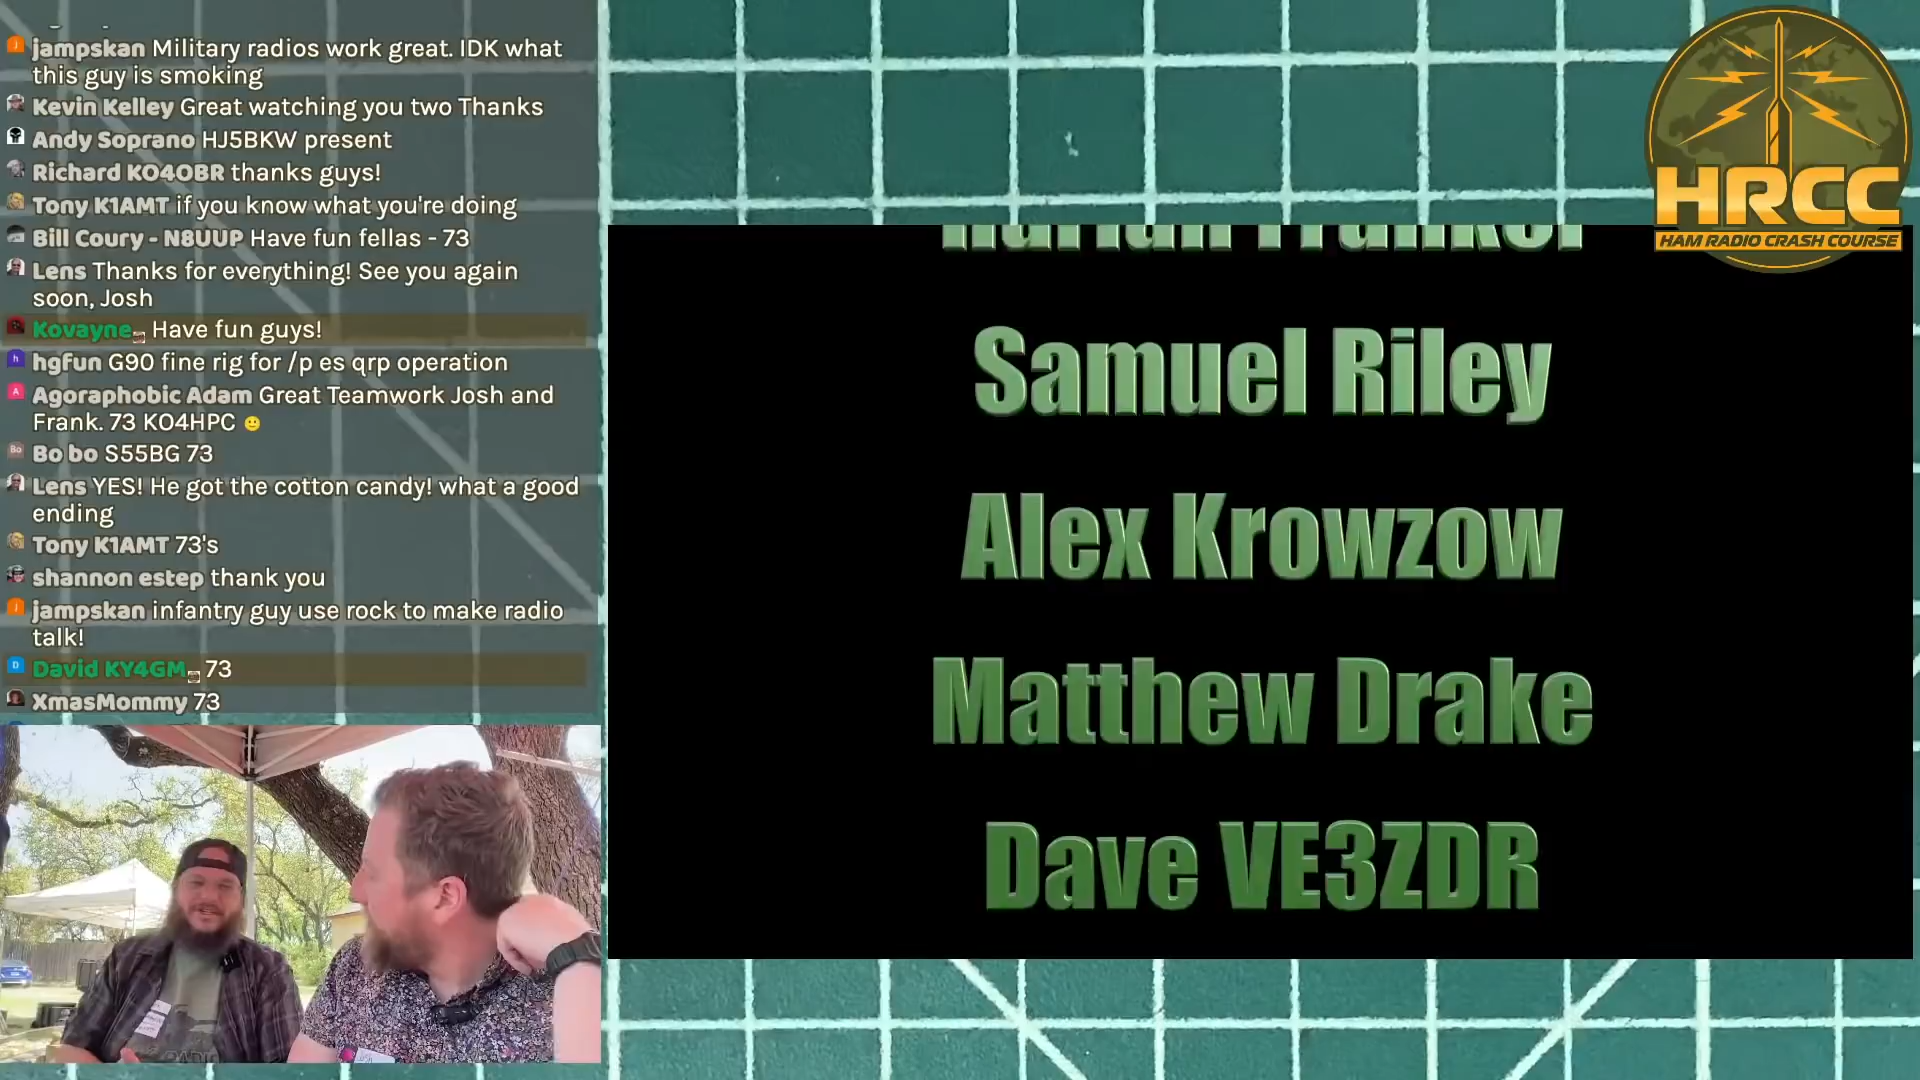 jampskan Military radios work great. IDK what
this guy is smoking
Kevin Kelley Great watching you two Thanks
Andy Soprano HJ5BKW present
Richard KO4OBR thanks guys!
Tony K1AMT if you know what you're doing
Bill Coury - N8UUP Have fun fellas - 73
Lens Thanks for everything! See you again
soon, Josh
Kovayne Have fun guys!
hgfun G90 fine rig for /p es qrp operation
Agoraphobic Adam Great Teamwork Josh and
Frank. 73 KO4HPC 🙂
Bo bo S55BG 73
Lens YES! He got the cotton candy! what a good
ending
Tony K1AMT 73's
shannon estep thank you
jampskan infantry guy use rock to make radio
talk!
David KY4GM 73
XmasMommy 73
HRCC
HAM RADIO CRASH COURSE
Samuel Riley
Alex Krowzow
Matthew Drake
Dave VE3ZDR